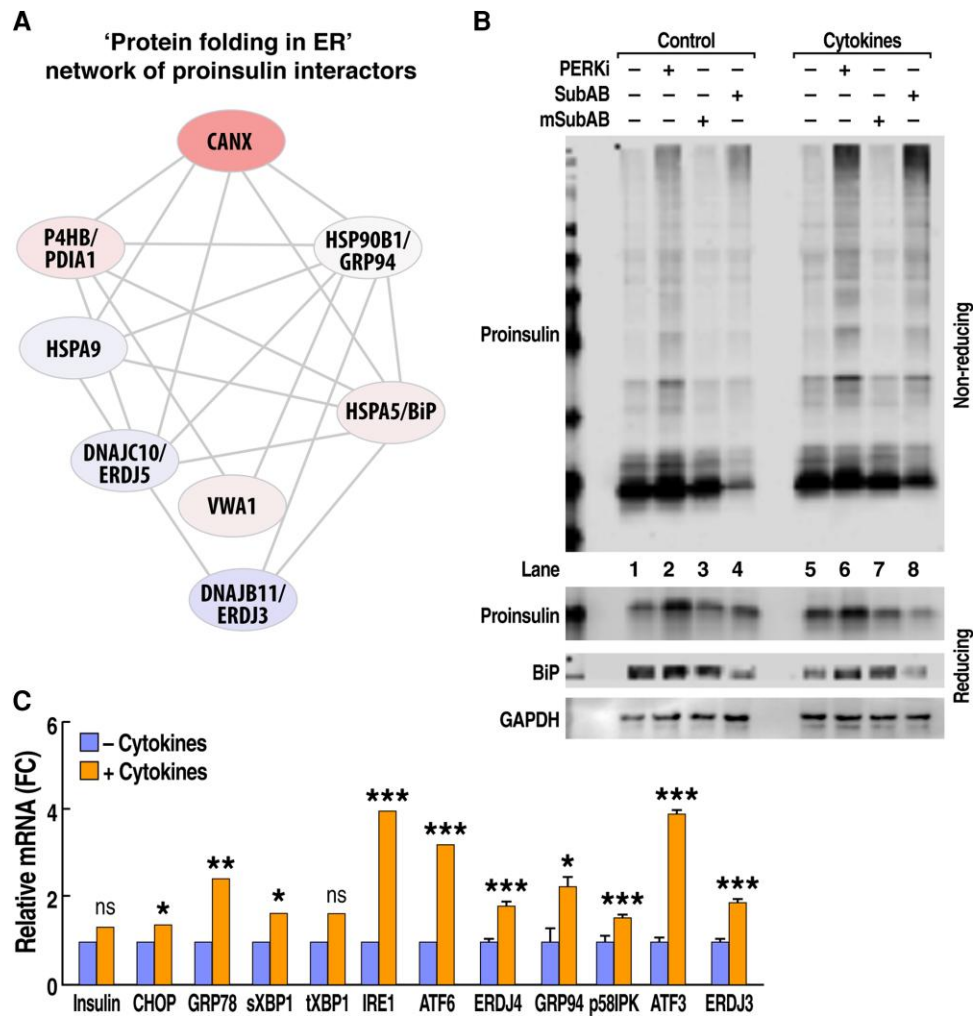 A
‘Protein folding in ER’
network of proinsulin interactors
CANX
P4HB/
PDIA1
HSP90B1/
GRP94
HSPA9
HSPA5/BiP
DNAJC10/
ERDJ5
VWA1
DNAJB11/
ERDJ3
B
Control Cytokines
PERKi – + – – – + – –
SubAB – – – + – – – +
mSubAB – – + – – – + –
Proinsulin
Non-reducing
Lane 1 2 3 4 5 6 7 8
Proinsulin
BiP
GAPDH
Reducing
C
Relative mRNA (FC)
6
4
2
0
– Cytokines
+ Cytokines
ns * ** * ns *** *** *** * *** *** ***
Insulin CHOP GRP78 sXBP1 tXBP1 IRE1 ATF6 ERDJ4 GRP94 p58IPK ATF3 ERDJ3